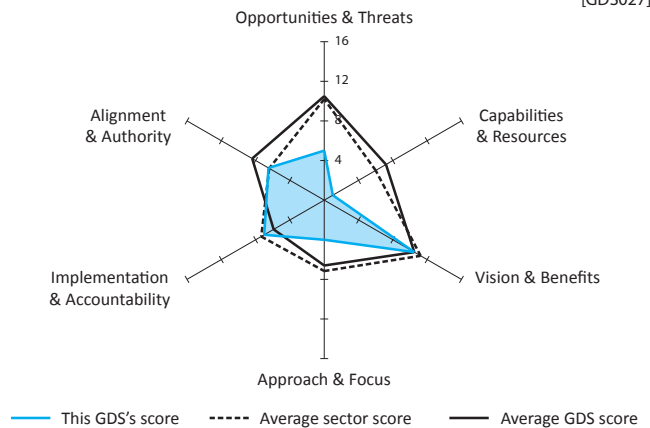 [GDS027]
Opportunities & Threats
16
12
8
4
Alignment
& Authority
Capabilities
& Resources
Implementation
& Accountability
Vision & Benefits
Approach & Focus
This GDS's score
Average sector score
Average GDS score